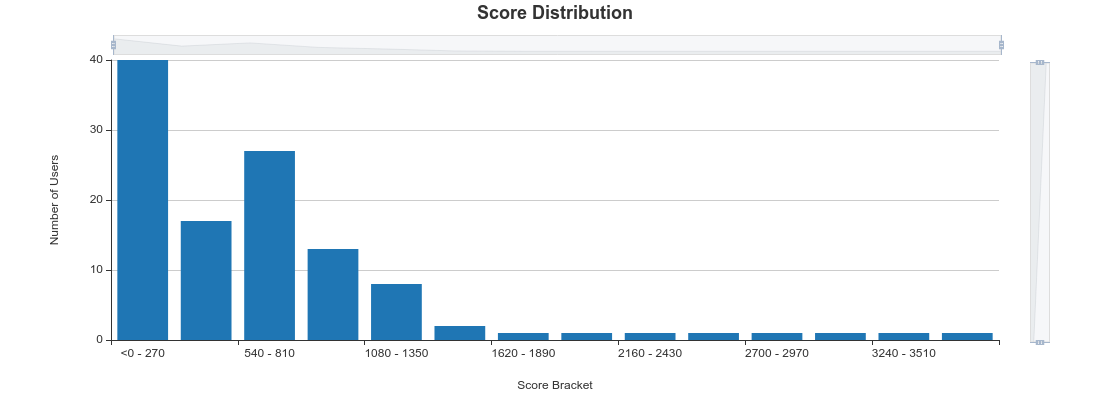 Score Distribution
40
30
20
10
0
Number of Users
<0 - 270
540 - 810
1080 - 1350
1620 - 1890
2160 - 2430
2700 - 2970
3240 - 3510
Score Bracket